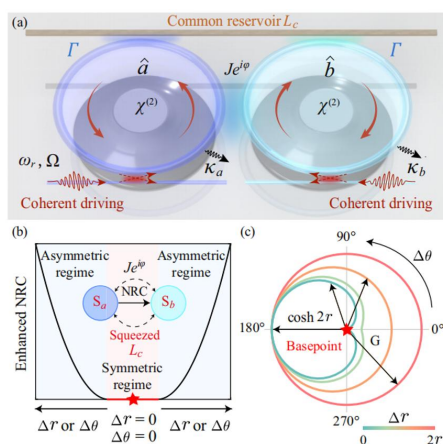 (a)
Common reservoir L_c
Γ
Γ
â
Je^{iφ}
b̂
χ^{(2)}
χ^{(2)}
ω_r, Ω
κ_a
κ_b
Coherent driving
Coherent driving
(b)
Enhanced NRC
Asymmetric
regime
Asymmetric
regime
Je^{iφ}
S_a
NRC
S_b
Squeezed
L_c
Symmetric
regime
Δr or Δθ
Δr = 0
Δθ = 0
Δr or Δθ
(c)
90°
Δθ
cosh 2r
180°
0°
Basepoint
G
270°
Δr
0
2r